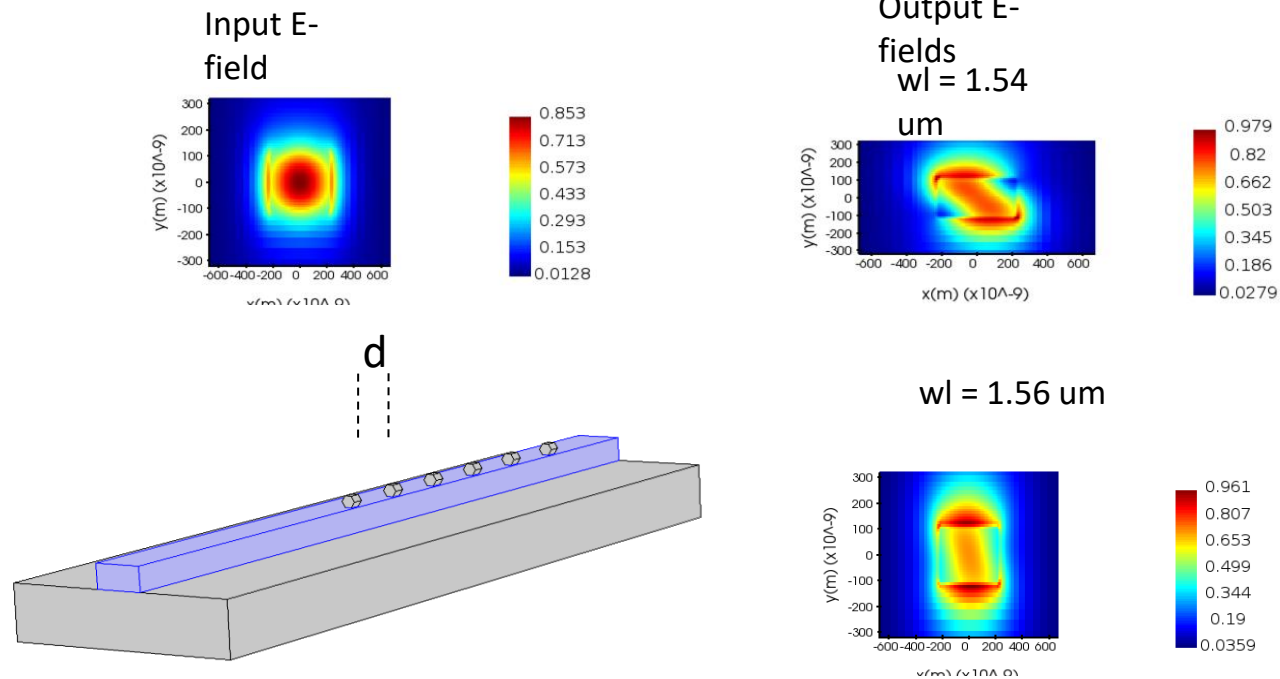 Input E-
field
300
200
100
0
-100
-200
-300
y(m) (x10^-9)
-600 -400 -200 0 200 400 600
x(m) (x10^-9)
0.853
0.713
0.573
0.433
0.293
0.153
0.0128
Output E-
fields
wl = 1.54
um
300
200
100
0
-100
-200
-300
y(m) (x10^-9)
-600 -400 -200 0 200 400 600
x(m) (x10^-9)
0.979
0.82
0.662
0.503
0.345
0.186
0.0279
d
wl = 1.56 um
300
200
100
0
-100
-200
-300
y(m) (x10^-9)
-600 -400 -200 0 200 400 600
x(m) (x10^-9)
0.961
0.807
0.653
0.499
0.344
0.19
0.0359